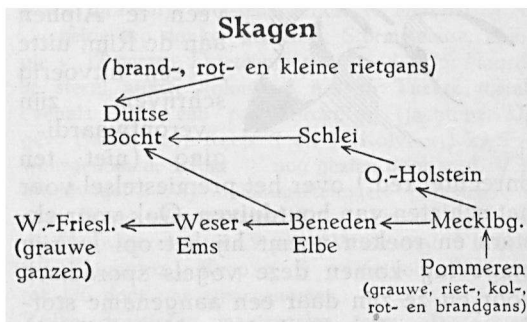 Skagen
(brand-, rot- en kleine rietgans)
Duitse
Bocht
Schlei
O.-Holstein
W.-Friesl.
(grauwe
ganzen)
Weser
Ems
Beneden
Elbe
Mecklbg.
Pommeren
(grauwe, riet-, kol-,
rot- en brandgans)